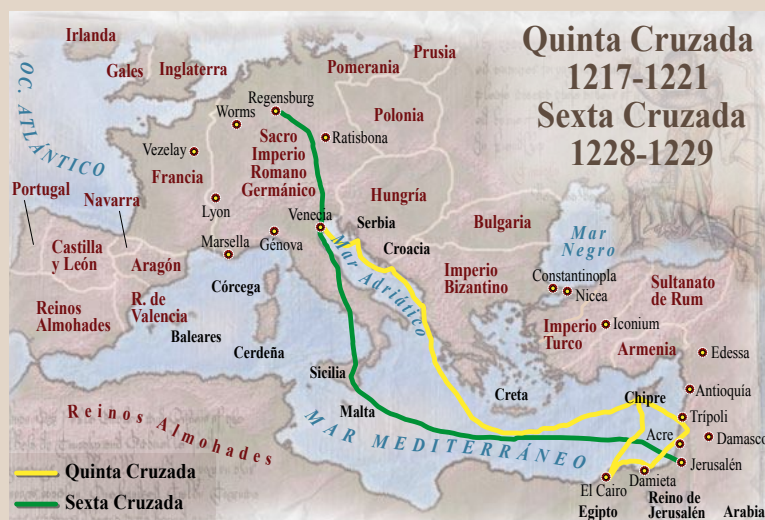 Quinta Cruzada
1217-1221
Sexta Cruzada
1228-1229
OC. ATLÁNTICO
Irlanda
Gales
Inglaterra
Prusia
Pomerania
Polonia
Regensburg
Worms
Ratisbona
Vezelay
Sacro
Imperio
Romano
Germánico
Francia
Lyon
Hungría
Portugal
Navarra
Venecia
Serbia
Bulgaria
Mar
Negro
Castilla
y León
Aragón
Marsella
Génova
Croacia
Mar Adriático
Imperio
Bizantino
Constantinopla
Nicea
Sultanato
de Rum
Córcega
Reinos
Almohades
R. de
Valencia
Baleares
Cerdeña
Imperio
Turco
Iconium
Armenia
Edessa
Sicilia
Creta
Chipre
Antioquía
Malta
Trípoli
Reinos Almohades
MAR MEDITERRÁNEO
Acre
Damasco
Jerusalén
Quinta Cruzada
Sexta Cruzada
El Cairo
Damieta
Egipto
Reino de
Jerusalén
Arabia